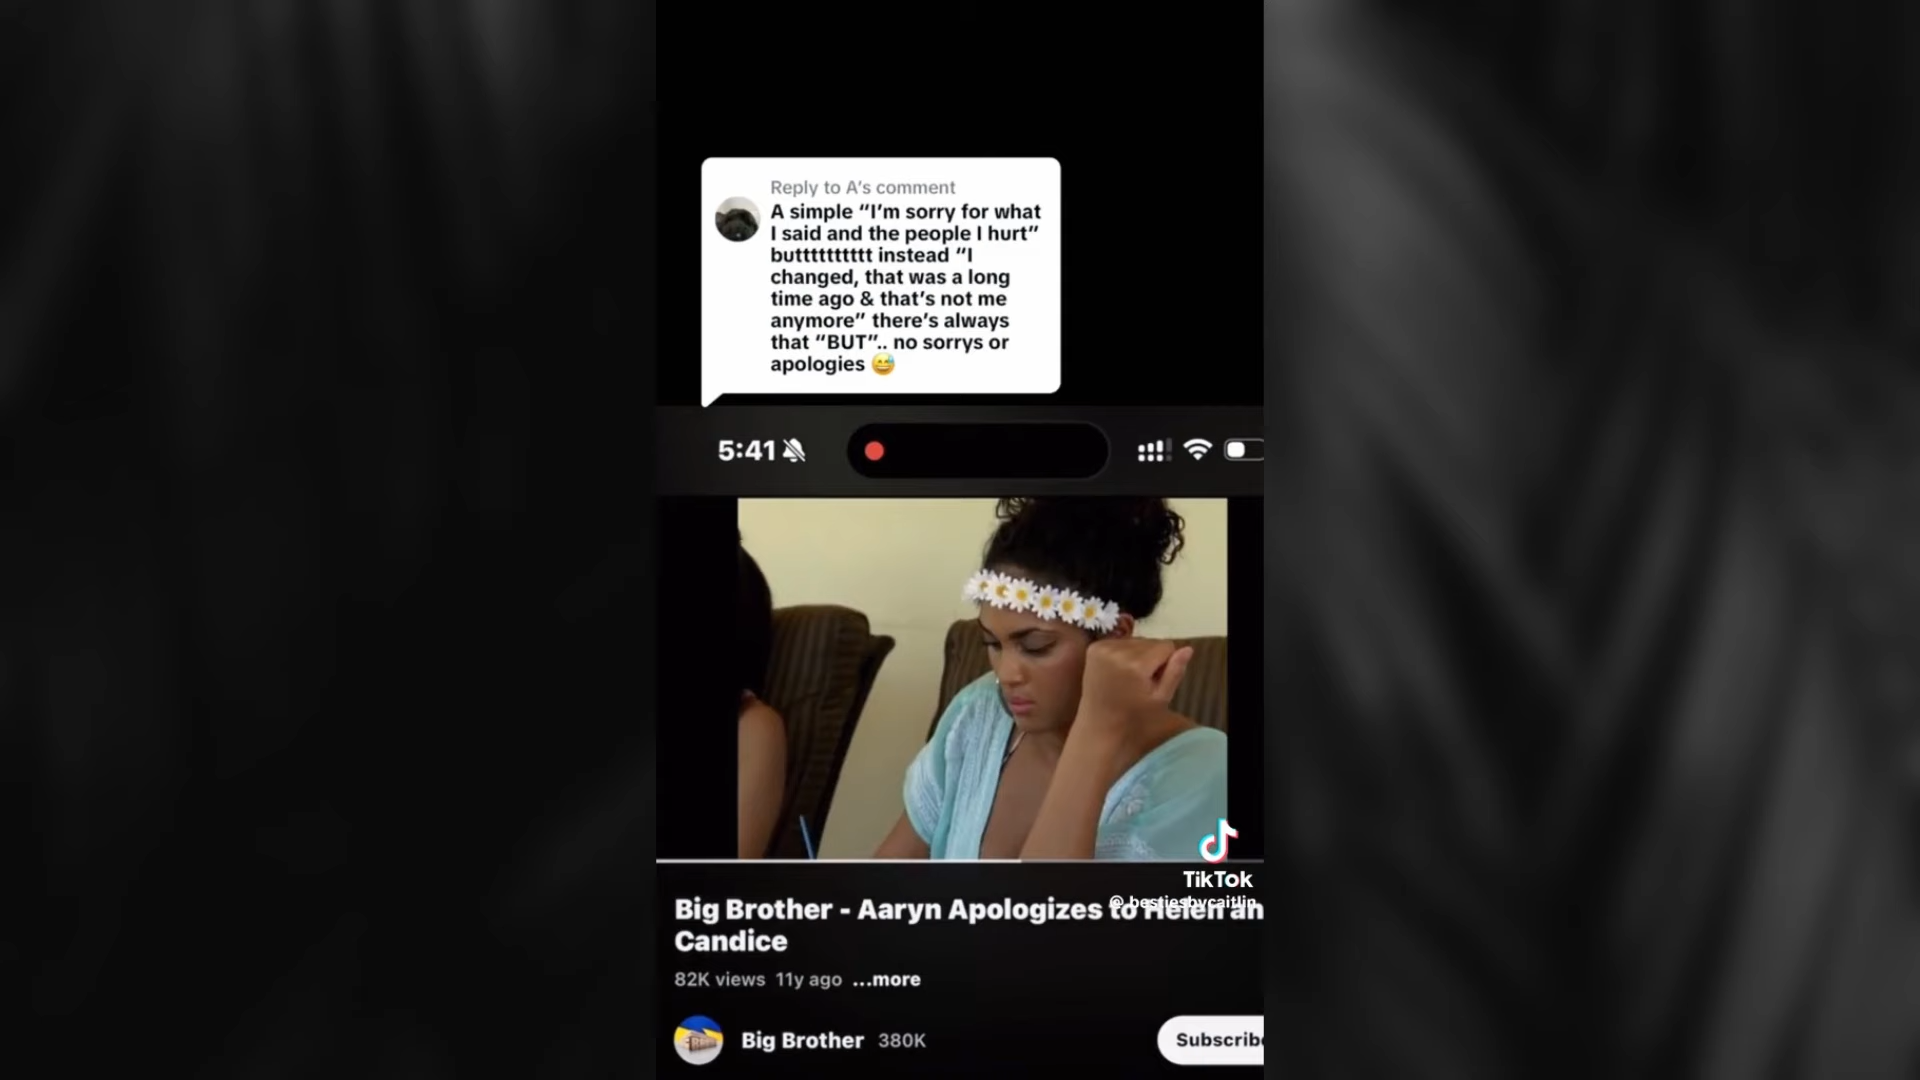 Reply to A's comment
A simple “I’m sorry for what
I said and the people I hurt”
butttttttttt instead “I
changed, that was a long
time ago & that’s not me
anymore” there’s always
that “BUT”.. no sorrys or
apologies 😅
5:41
TikTok
@ bestiesbycaitlin
Big Brother - Aaryn Apologizes to Helen an
Candice
82K views 11y ago ...more
Big Brother 380K
Subscribe